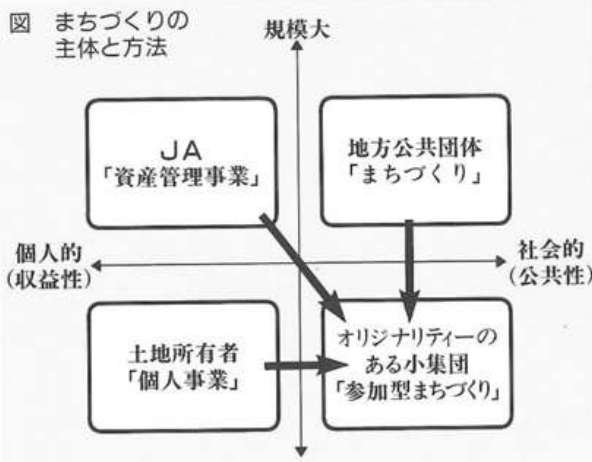 図 まちづくりの
主体と方法
規模大
JA
「資産管理事業」
地方公共団体
「まちづくり」
個人的
(収益性)
社会的
(公共性)
土地所有者
「個人事業」
オリジナリティーの
ある小集団
「参加型まちづくり」